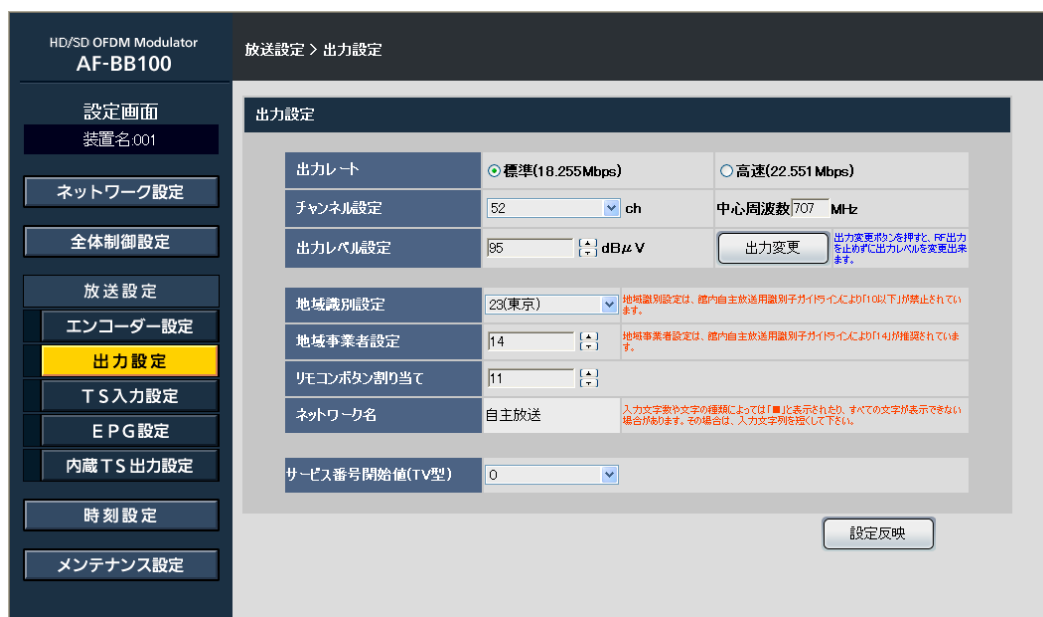 HD/SD OFDM Modulator
AF-BB100
放送設定 > 出力設定
設定画面
装置名:001
ネットワーク設定
全体制御設定
放送設定
エンコーダー設定
出力設定
TS入力設定
EPG設定
内蔵TS出力設定
時刻設定
メンテナンス設定
出力設定
出力レート
標準(18.255Mbps)
高速(22.551Mbps)
チャンネル設定
52
ch
中心周波数 707 MHz
出力レベル設定
95
dBμV
出力変更
出力変更ボタンを押すと、RF出力
を止めずに出力レベルを変更出来
ます。
地域識別設定
23(東京)
地域識別設定は、館内自主放送用識別子ガイドラインにより「10以下」が禁止されてい
ます。
地域事業者設定
14
地域事業者設定は、館内自主放送用識別子ガイドラインにより「14」が推奨されていま
す。
リモコンボタン割り当て
11
ネットワーク名
自主放送
入力文字数や文字の種類によっては「■」と表示されたり、すべての文字が表示できない
場合があります。その場合は、入力文字列を短くして下さい。
サービス番号開始値(TV型)
0
設定反映